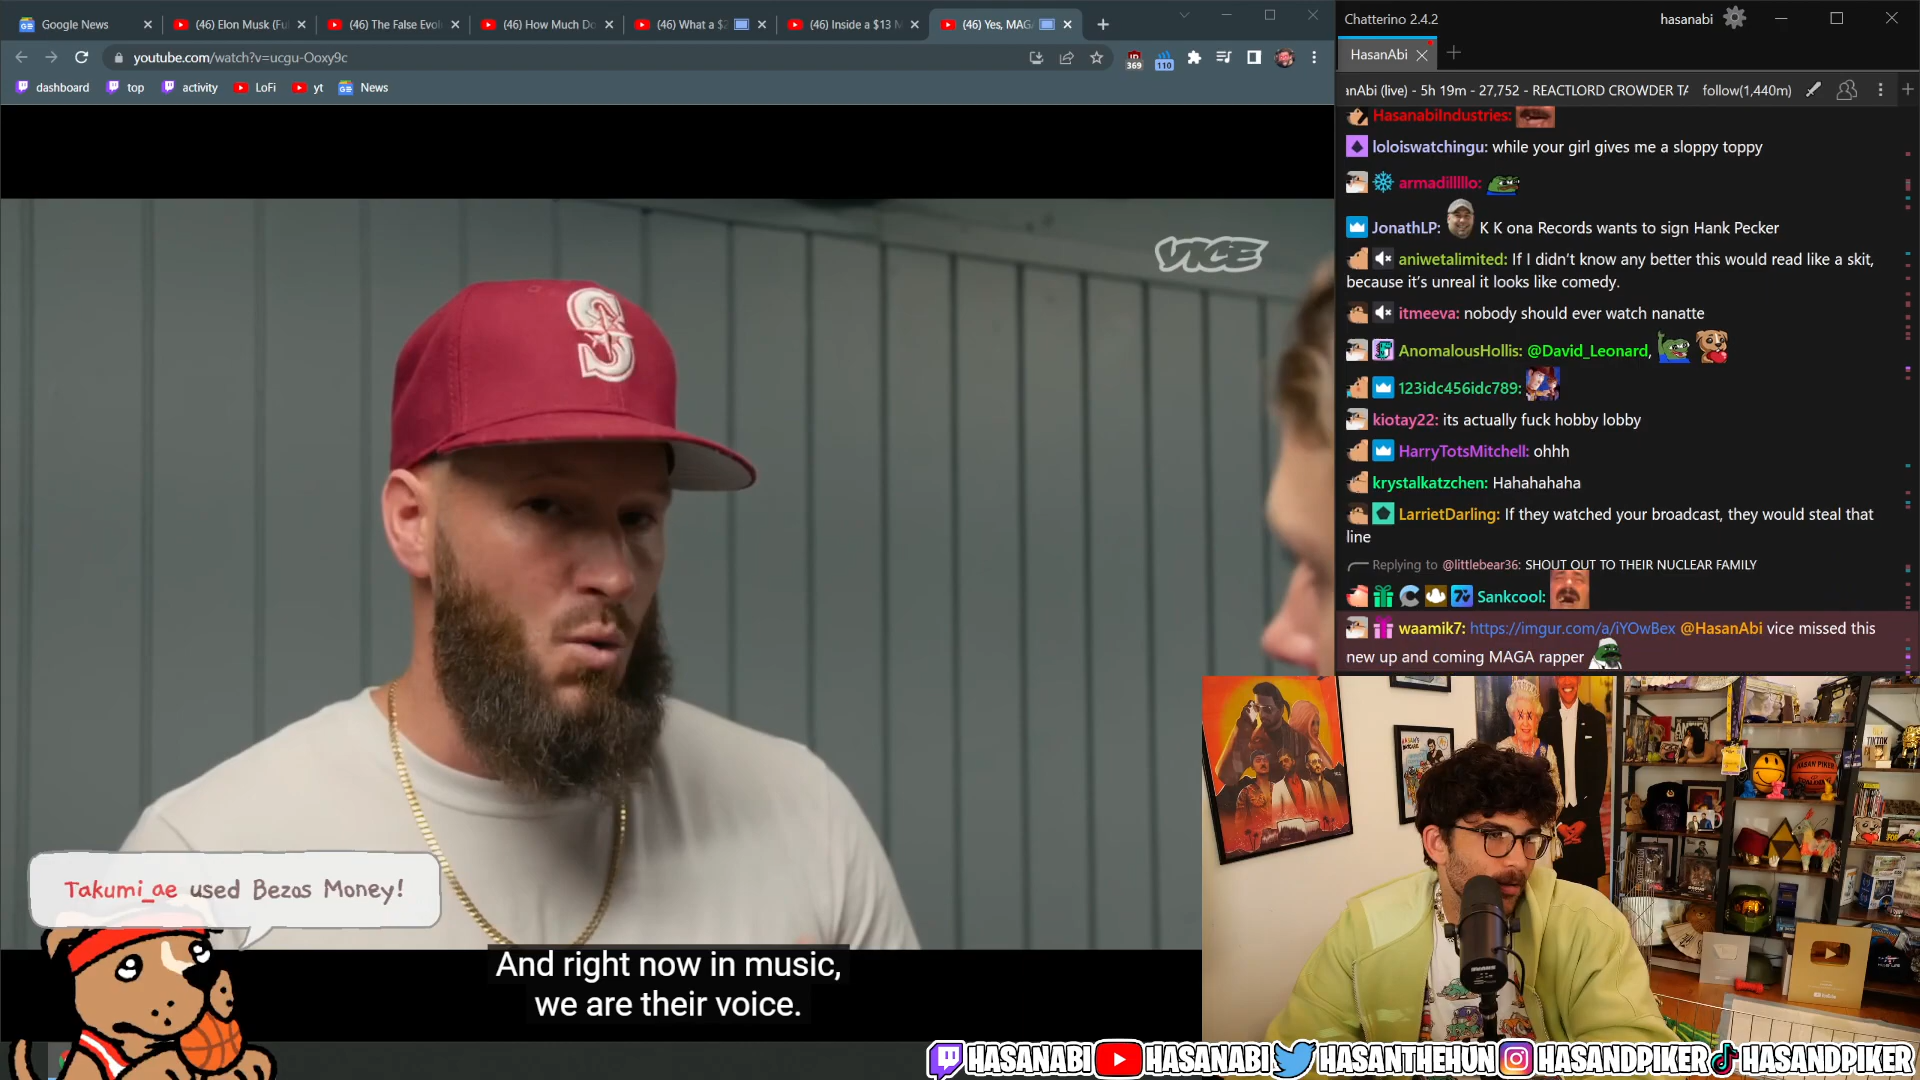 Google News
(46) Elon Musk (Fu
(46) The False Evol
(46) How Much Do
(46) What a $2
(46) Inside a $13 M
(46) Yes, MAG
youtube.com/watch?v=ucgu-Ooxy9c
369
110
dashboard
top
activity
LoFi
yt
News
VICE
S
Takumi_ae used Bezos Money!
And right now in music,
we are their voice.
Chatterino 2.4.2
hasanabi
HasanAbi
anAbi (live) - 5h 19m - 27,752 - REACTLORD CROWDER TA
follow(1,440m)
HasanabiIndustries:
loloiswatchingu: while your girl gives me a sloppy toppy
armadilllllo:
JonathLP: K K ona Records wants to sign Hank Pecker
aniwetalimited: If I didn't know any better this would read like a skit,
because it's unreal it looks like comedy.
itmeeva: nobody should ever watch nanatte
AnomalousHollis: @David_Leonard,
123idc456idc789:
kiotay22: its actually fuck hobby lobby
HarryTotsMitchell: ohhh
krystalkatzchen: Hahahahaha
LarrietDarling: If they watched your broadcast, they would steal that
line
Replying to @littlebear36: SHOUT OUT TO THEIR NUCLEAR FAMILY
Sankcool:
waamik7: https://imgur.com/a/iYOwBex @HasanAbi vice missed this
new up and coming MAGA rapper
HASAN PIKER
HASANABI HASANABI HASANTHEHUN HASANDPIKER HASANDPIKER